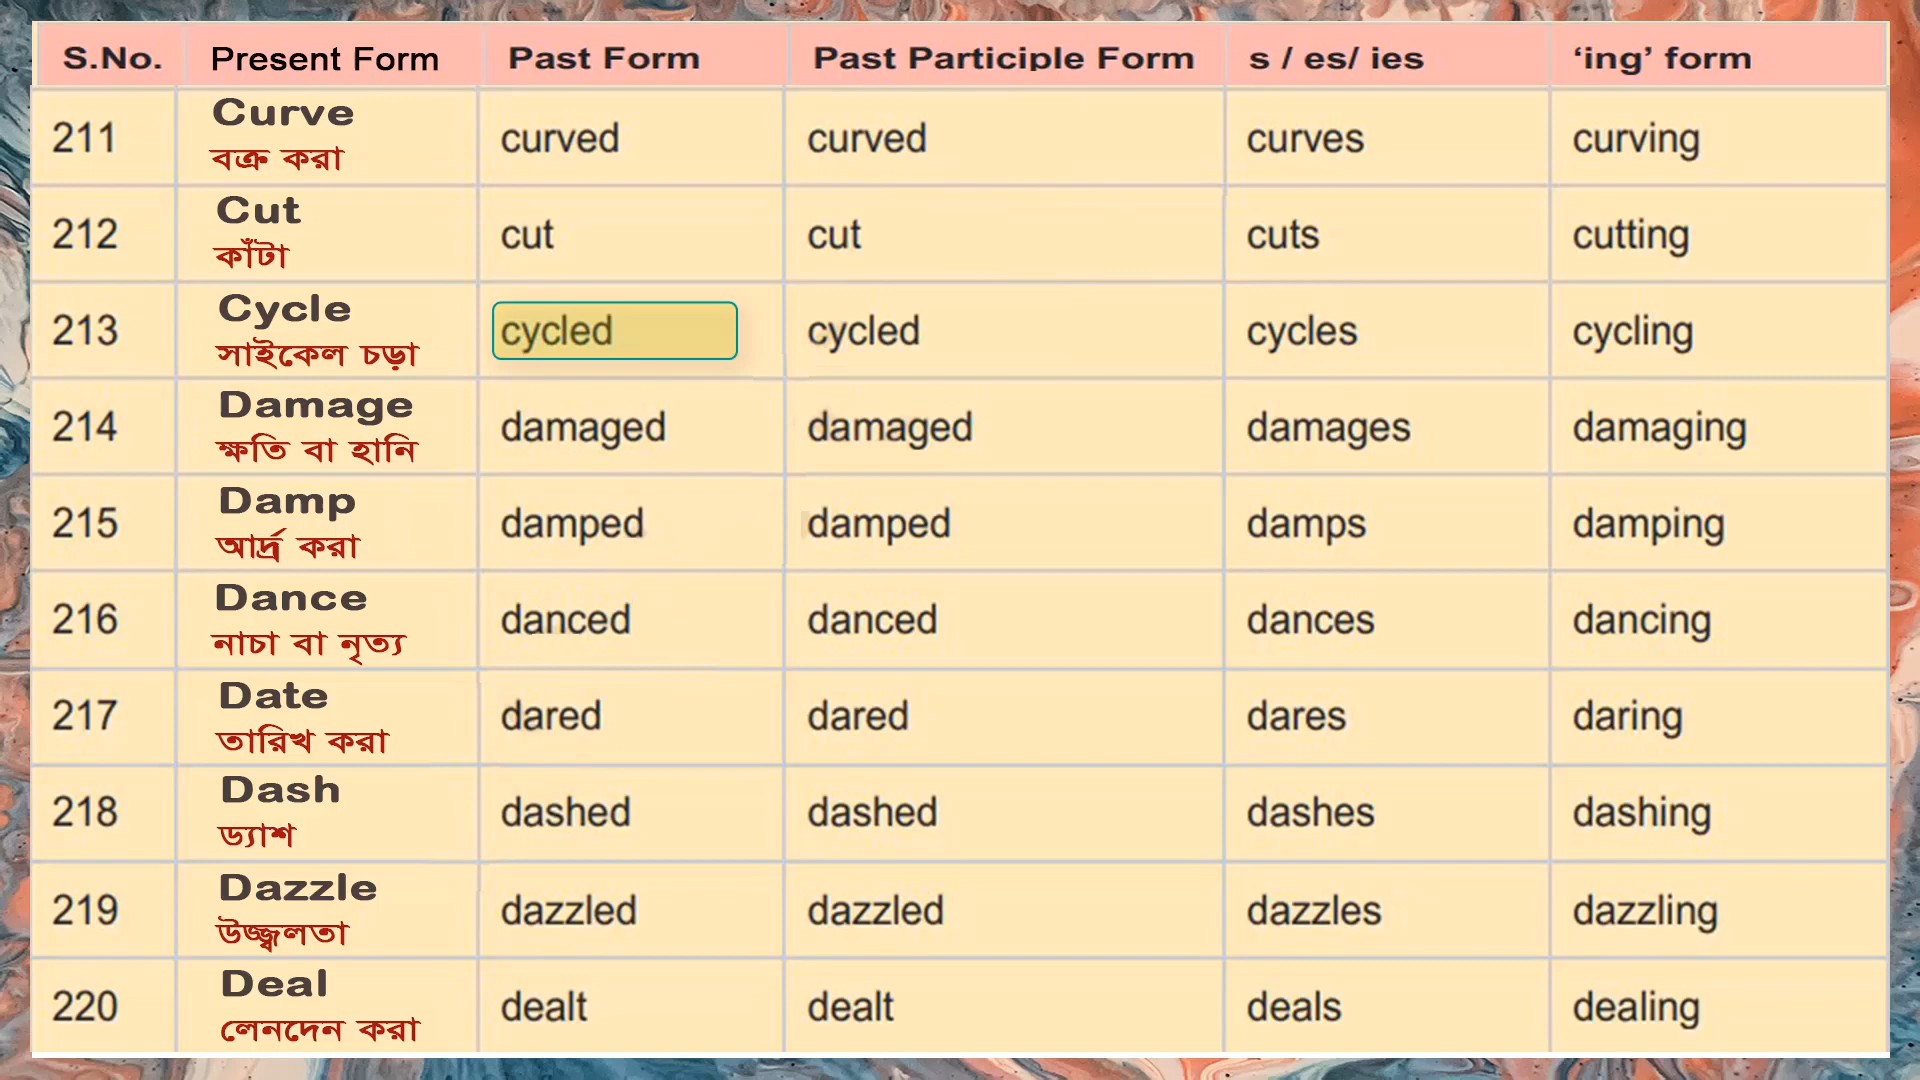 S.No. Present Form Past Form Past Participle Form s / es/ ies ‘ing’ form
211 Curve curved curved curves curving
বক্র করা
212 Cut cut cut cuts cutting
কাঁটা
213 Cycle cycled cycled cycles cycling
সাইকেল চড়া
214 Damage damaged damaged damages damaging
ক্ষতি বা হানি
215 Damp damped damped damps damping
আর্দ্র করা
216 Dance danced danced dances dancing
নাচা বা নৃত্য
217 Date dared dared dares daring
তারিখ করা
218 Dash dashed dashed dashes dashing
ড্যাশ
219 Dazzle dazzled dazzled dazzles dazzling
উজ্জ্বলতা
220 Deal dealt dealt deals dealing
লেনদেন করা